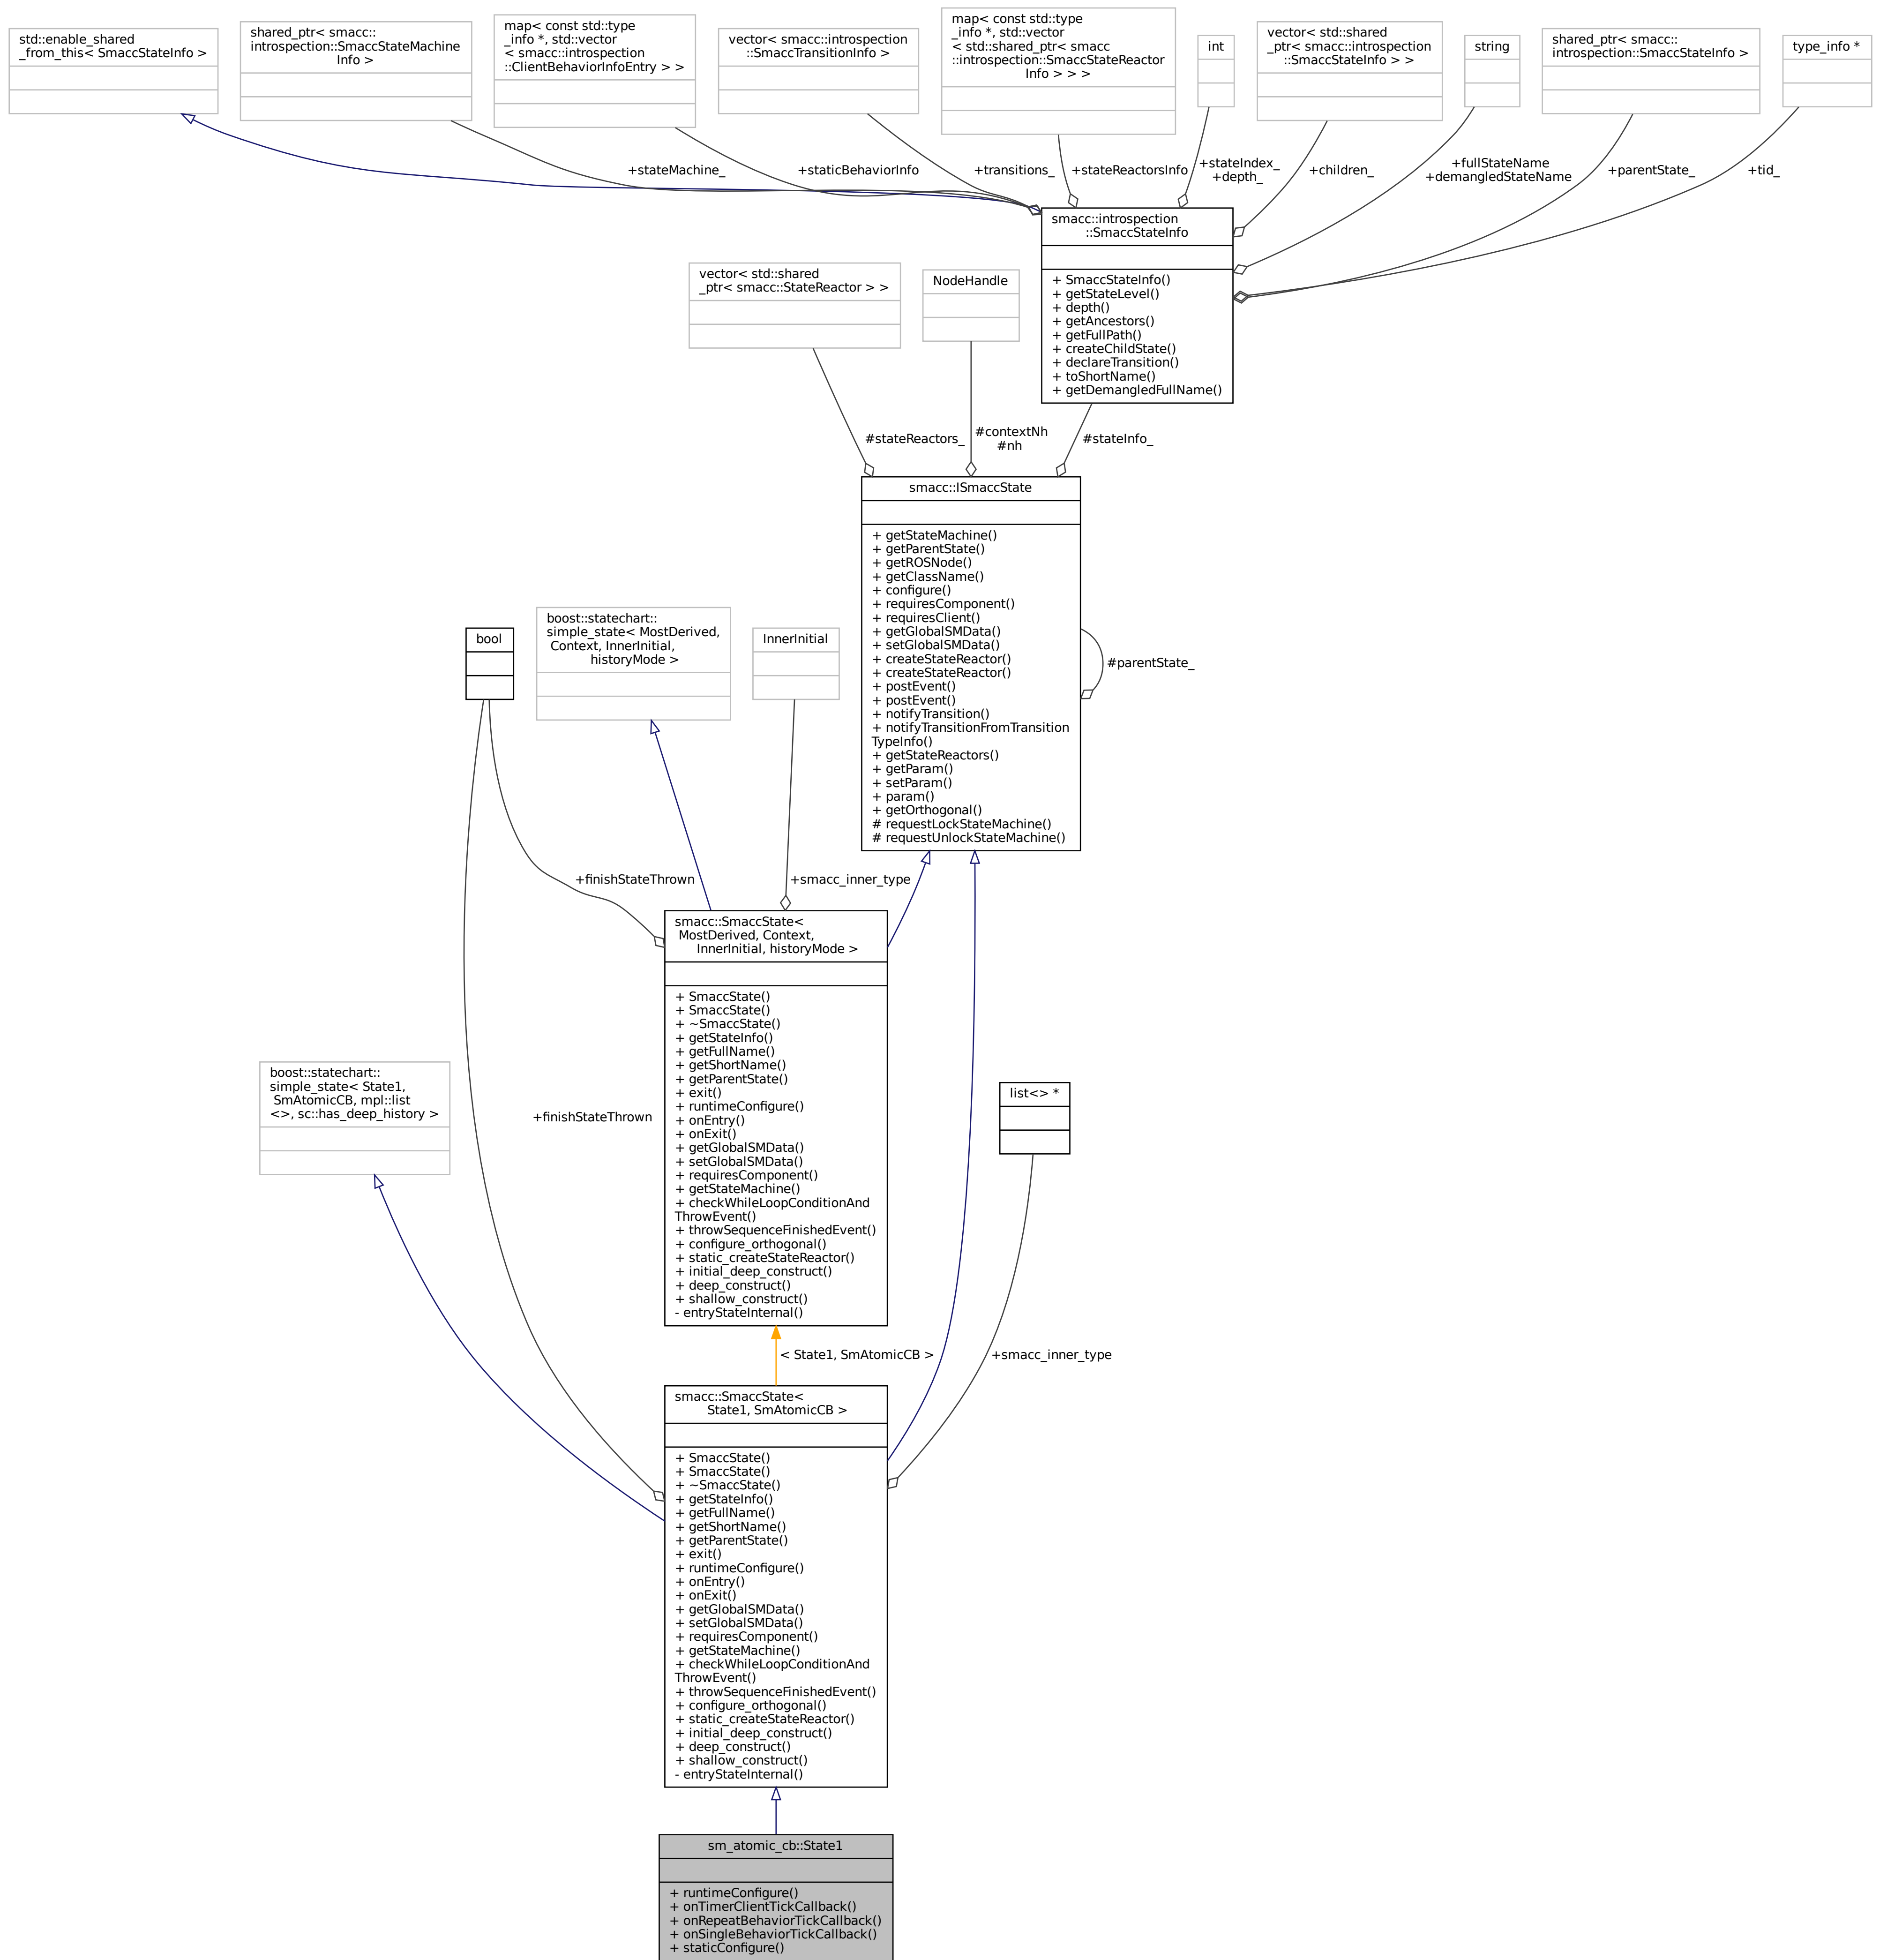 std::enable_shared
_from_this< SmaccStateInfo >
shared_ptr< smacc::
introspection::SmaccStateMachine
Info >
map< const std::type
_info *, std::vector
< smacc::introspection
::ClientBehaviorInfoEntry > >
vector< smacc::introspection
::SmaccTransitionInfo >
map< const std::type
_info *, std::vector
< std::shared_ptr< smacc
::introspection::SmaccStateReactor
Info > > >
int
vector< std::shared
_ptr< smacc::introspection
::SmaccStateInfo > >
string
shared_ptr< smacc::
introspection::SmaccStateInfo >
type_info *
+stateMachine_
+staticBehaviorInfo
+transitions_
+stateReactorsInfo
+stateIndex_
+depth_
+children_
+fullStateName
+demangledStateName
+parentState_
+tid_
smacc::introspection
::SmaccStateInfo
+ SmaccStateInfo()
+ getStateLevel()
+ depth()
+ getAncestors()
+ getFullPath()
+ createChildState()
+ declareTransition()
+ toShortName()
+ getDemangledFullName()
vector< std::shared
_ptr< smacc::StateReactor > >
NodeHandle
#stateReactors_
#contextNh
#nh
#stateInfo_
smacc::ISmaccState
+ getStateMachine()
+ getParentState()
+ getROSNode()
+ getClassName()
+ configure()
+ requiresComponent()
+ requiresClient()
+ getGlobalSMData()
+ setGlobalSMData()
+ createStateReactor()
+ createStateReactor()
+ postEvent()
+ postEvent()
+ notifyTransition()
+ notifyTransitionFromTransition
TypeInfo()
+ getStateReactors()
+ getParam()
+ setParam()
+ param()
+ getOrthogonal()
# requestLockStateMachine()
# requestUnlockStateMachine()
#parentState_
bool
boost::statechart::
simple_state< MostDerived,
Context, InnerInitial,
historyMode >
InnerInitial
+finishStateThrown
+smacc_inner_type
smacc::SmaccState<
MostDerived, Context,
InnerInitial, historyMode >
+ SmaccState()
+ SmaccState()
+ ~SmaccState()
+ getStateInfo()
+ getFullName()
+ getShortName()
+ getParentState()
+ exit()
+ runtimeConfigure()
+ onEntry()
+ onExit()
+ getGlobalSMData()
+ setGlobalSMData()
+ requiresComponent()
+ getStateMachine()
+ checkWhileLoopConditionAnd
ThrowEvent()
+ throwSequenceFinishedEvent()
+ configure_orthogonal()
+ static_createStateReactor()
+ initial_deep_construct()
+ deep_construct()
+ shallow_construct()
- entryStateInternal()
boost::statechart::
simple_state< State1,
SmAtomicCB, mpl::list
<>, sc::has_deep_history >
+finishStateThrown
list<> *
< State1, SmAtomicCB >
+smacc_inner_type
smacc::SmaccState<
State1, SmAtomicCB >
+ SmaccState()
+ SmaccState()
+ ~SmaccState()
+ getStateInfo()
+ getFullName()
+ getShortName()
+ getParentState()
+ exit()
+ runtimeConfigure()
+ onEntry()
+ onExit()
+ getGlobalSMData()
+ setGlobalSMData()
+ requiresComponent()
+ getStateMachine()
+ checkWhileLoopConditionAnd
ThrowEvent()
+ throwSequenceFinishedEvent()
+ configure_orthogonal()
+ static_createStateReactor()
+ initial_deep_construct()
+ deep_construct()
+ shallow_construct()
- entryStateInternal()
sm_atomic_cb::State1
+ runtimeConfigure()
+ onTimerClientTickCallback()
+ onRepeatBehaviorTickCallback()
+ onSingleBehaviorTickCallback()
+ staticConfigure()